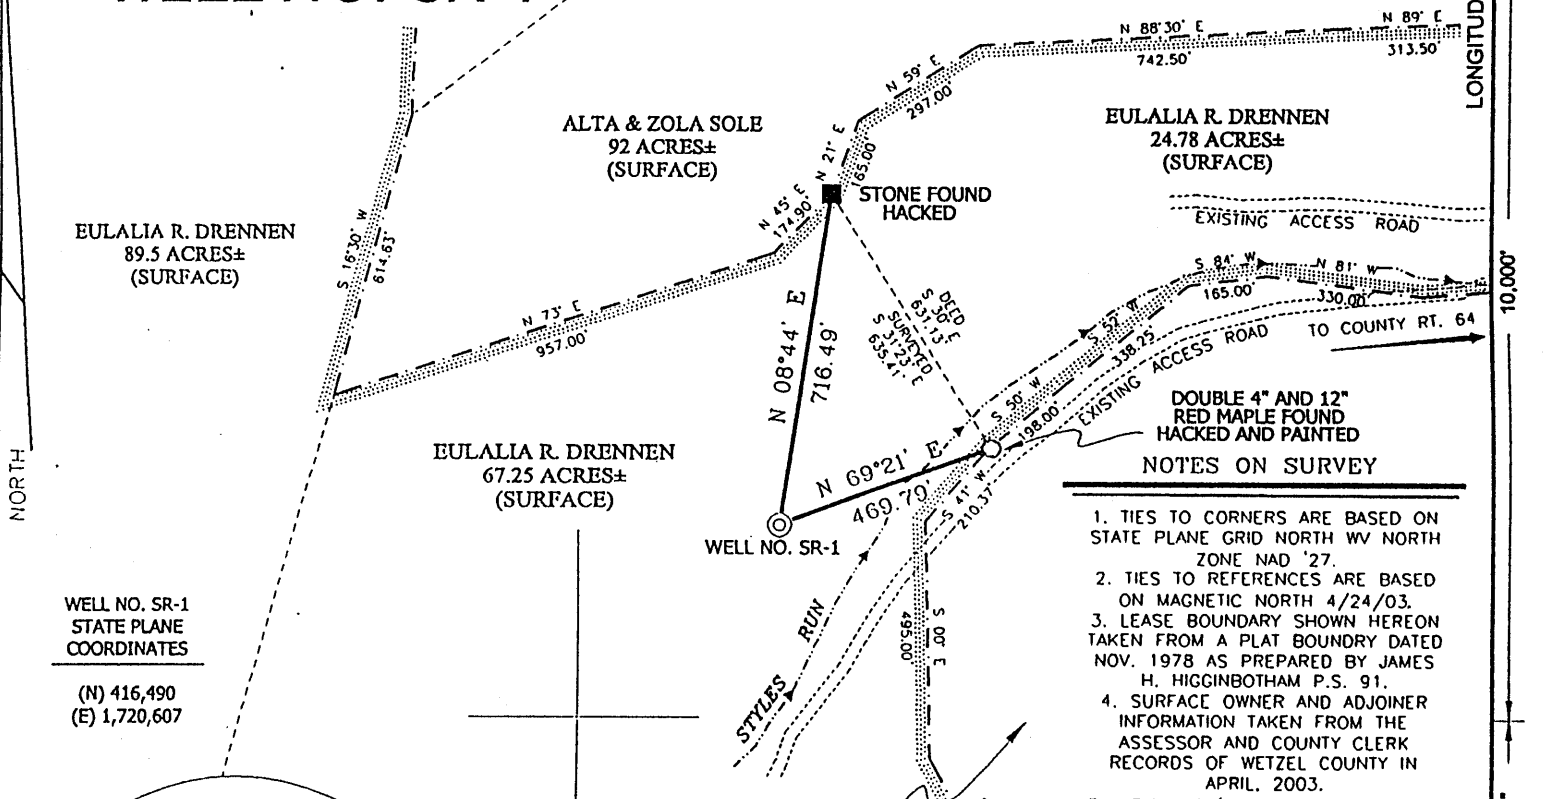 N 89° E
313.50'
N 88°30' E
742.50'
N 59° E
297.00'
N 21° E
165.00
LONGITUD
ALTA & ZOLA SOLE
92 ACRES±
(SURFACE)
EULALIA R. DRENNEN
24.78 ACRES±
(SURFACE)
STONE FOUND
HACKED
EXISTING ACCESS ROAD
N 45° E
174.90'
EULALIA R. DRENNEN
89.5 ACRES±
(SURFACE)
S 16°30' W
614.63'
N 73° E
957.00'
N 08°44' E
716.49'
DEED
S 30° E
631.13'
SURVEYED
S 31°23' E
635.41'
S 84° W
165.00'
N 81° W
330.00'
S 52° W
338.25'
10,000'
TO COUNTY RT. 64
EXISTING ACCESS ROAD
S 50° W
198.00'
DOUBLE 4" AND 12"
RED MAPLE FOUND
HACKED AND PAINTED
EULALIA R. DRENNEN
67.25 ACRES±
(SURFACE)
N 69°21' E
469.79'
S 41° W
210.37'
WELL NO. SR-1
NORTH
STYLES RUN
S 00° E
495.00'
WELL NO. SR-1
STATE PLANE
COORDINATES
(N) 416,490
(E) 1,720,607
NOTES ON SURVEY
1. TIES TO CORNERS ARE BASED ON
STATE PLANE GRID NORTH WV NORTH
ZONE NAD '27.
2. TIES TO REFERENCES ARE BASED
ON MAGNETIC NORTH 4/24/03.
3. LEASE BOUNDARY SHOWN HEREON
TAKEN FROM A PLAT BOUNDRY DATED
NOV. 1978 AS PREPARED BY JAMES
H. HIGGINBOTHAM P.S. 91.
4. SURFACE OWNER AND ADJOINER
INFORMATION TAKEN FROM THE
ASSESSOR AND COUNTY CLERK
RECORDS OF WETZEL COUNTY IN
APRIL, 2003.